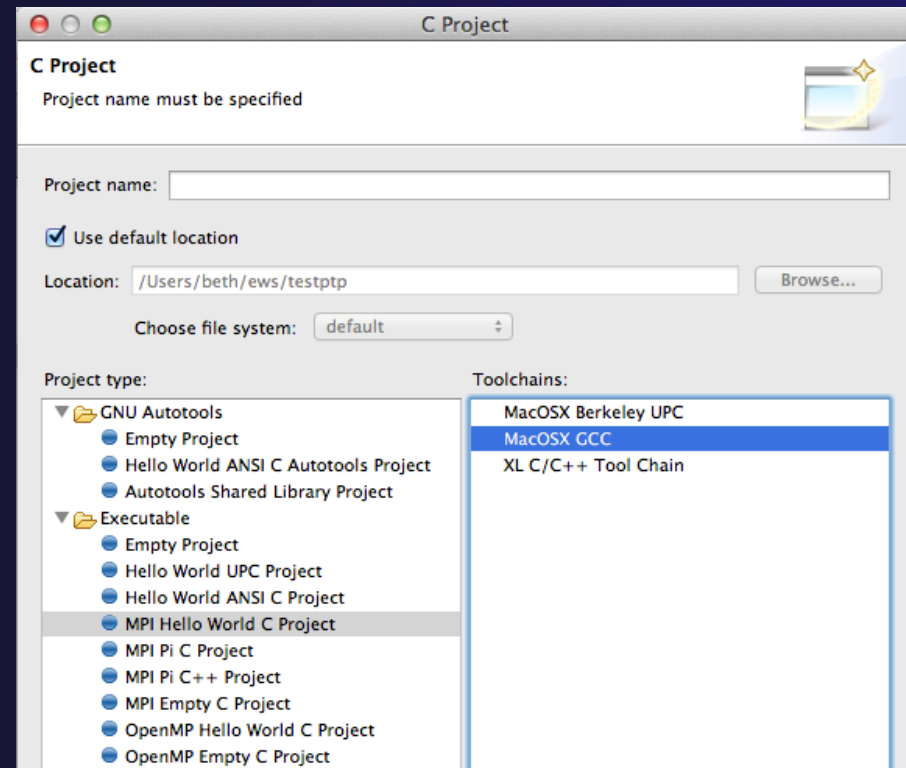 C Project
C Project
Project name must be specified
Project name:
Use default location
Location: /Users/beth/ews/testptp Browse...
Choose file system: default
Project type:
GNU Autotools
Empty Project
Hello World ANSI C Autotools Project
Autotools Shared Library Project
Executable
Empty Project
Hello World UPC Project
Hello World ANSI C Project
MPI Hello World C Project
MPI Pi C Project
MPI Pi C++ Project
MPI Empty C Project
OpenMP Hello World C Project
OpenMP Empty C Project
Toolchains:
MacOSX Berkeley UPC
MacOSX GCC
XL C/C++ Tool Chain